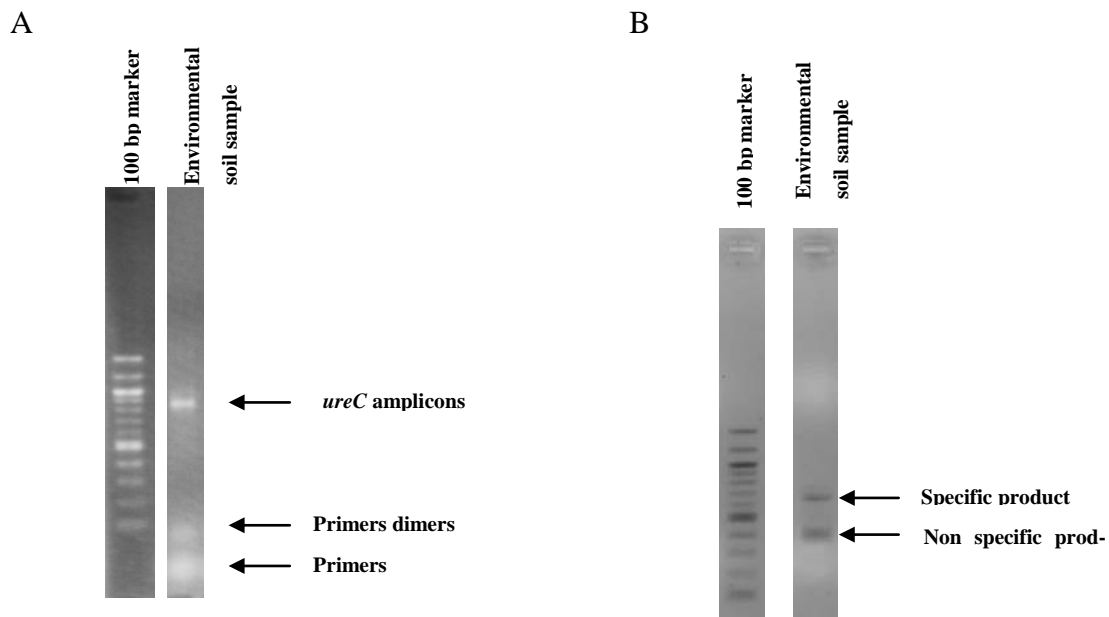 A
100 bp marker
Environmental
soil sample
ureC amplicons
Primers dimers
Primers
B
100 bp marker
Environmental
soil sample
Specific product
Non specific prod-